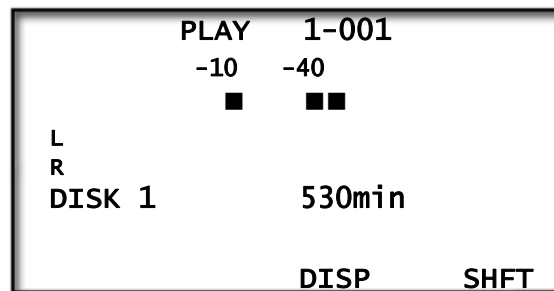 PLAY 1-001
-10 -40
L
R
DISK 1 530min
DISP SHFT